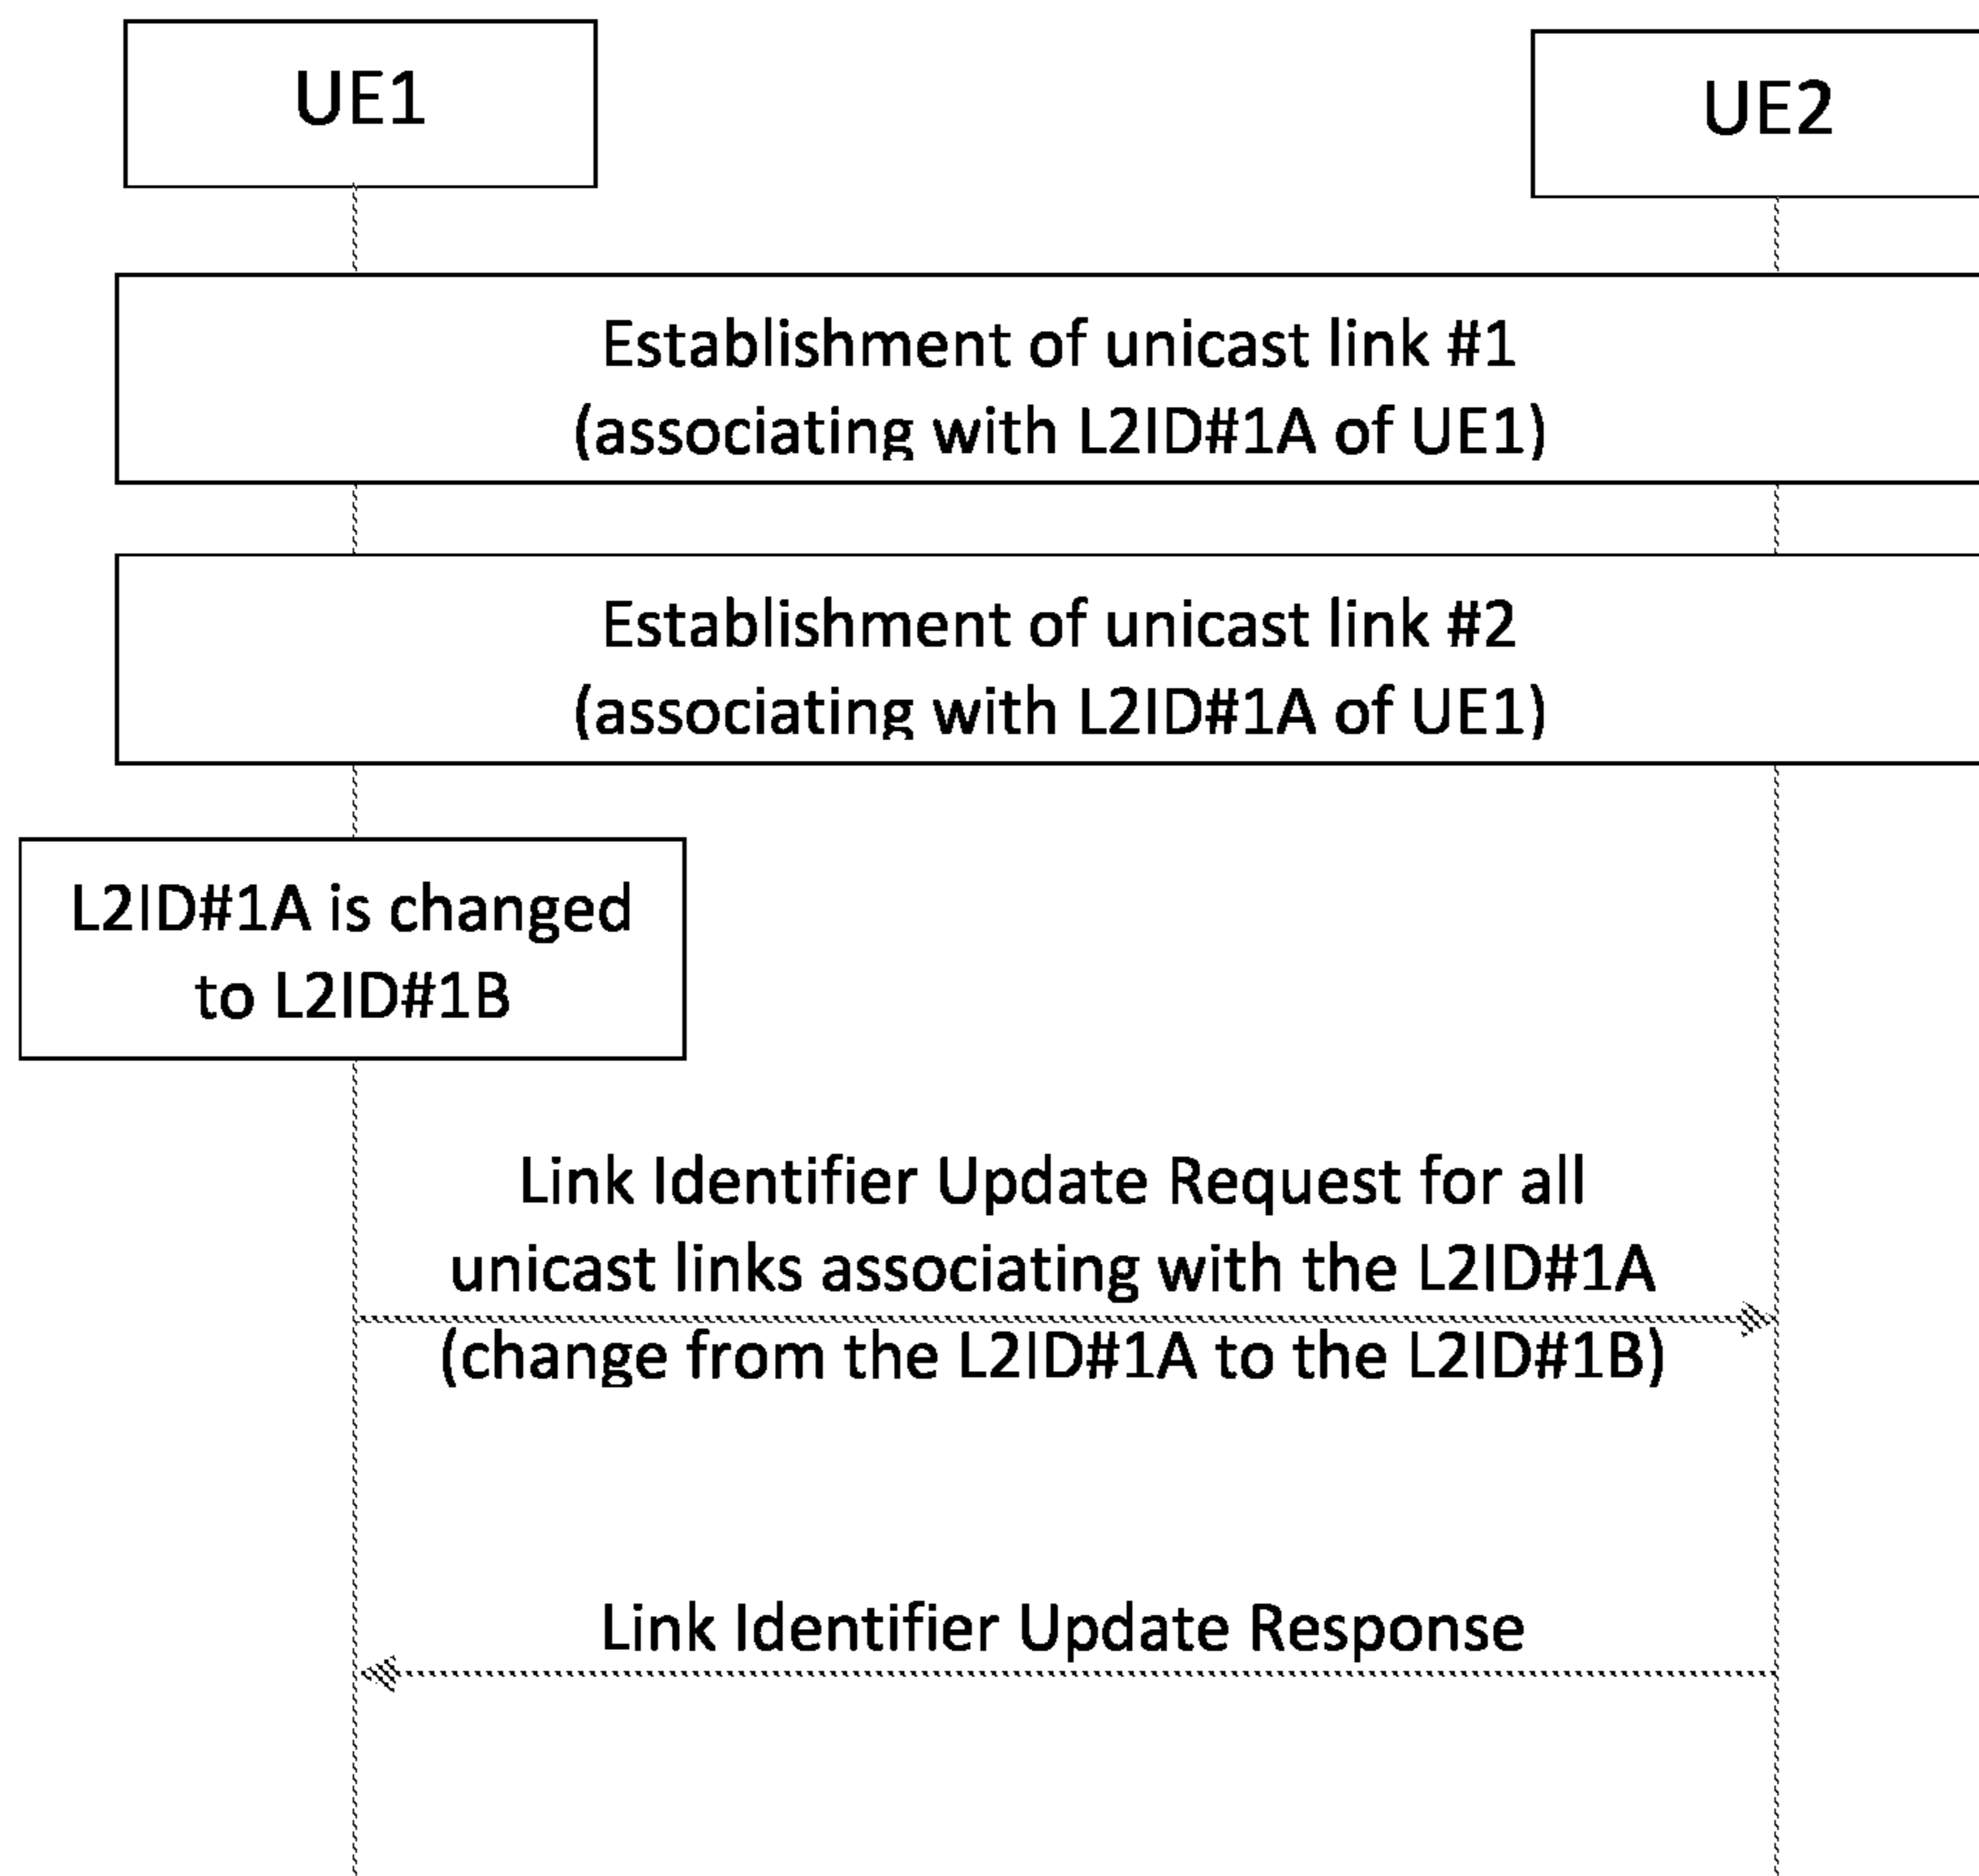 UE1
UE2
Establishment of unicast link #1
(associating with L2ID#1A of UE1)
Establishment of unicast link #2
(associating with L2ID#1A of UE1)
L2ID#1A is changed
to L2ID#1B
Link Identifier Update Request for all
unicast links associating with the L2ID#1A
(change from the L2ID#1A to the L2ID#1B)
Link Identifier Update Response